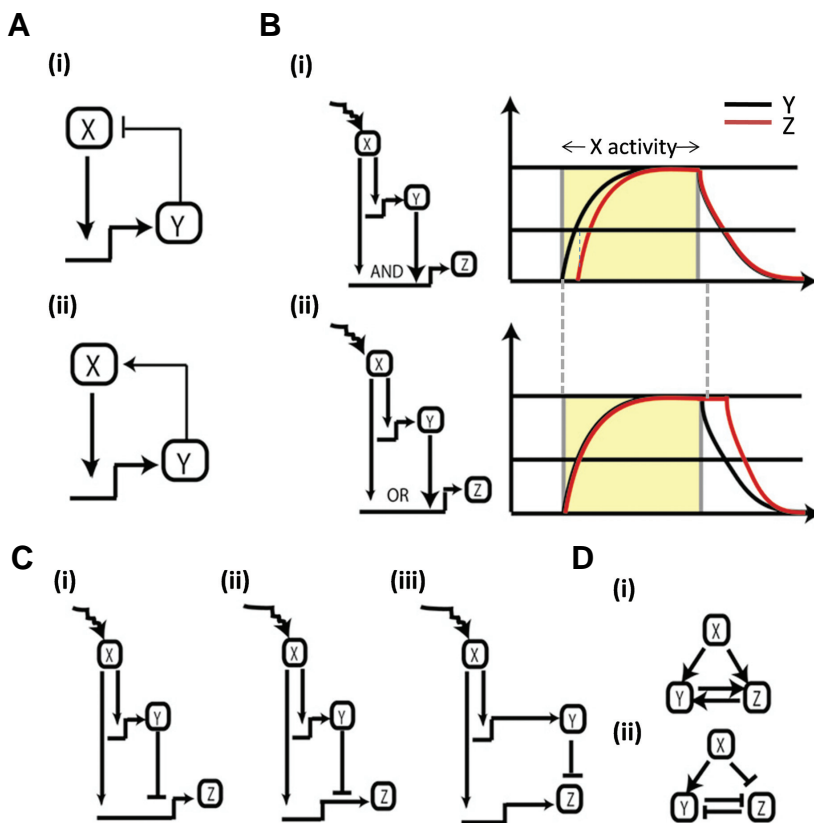 A
(i)
X
Y
(ii)
X
Y
B
(i)
X
Y
AND
Z
Y
Z
X activity
(ii)
X
Y
OR
Z
C
(i)
X
Y
Z
(ii)
X
Y
Z
(iii)
X
Y
Z
D
(i)
X
Y
Z
(ii)
X
Y
Z